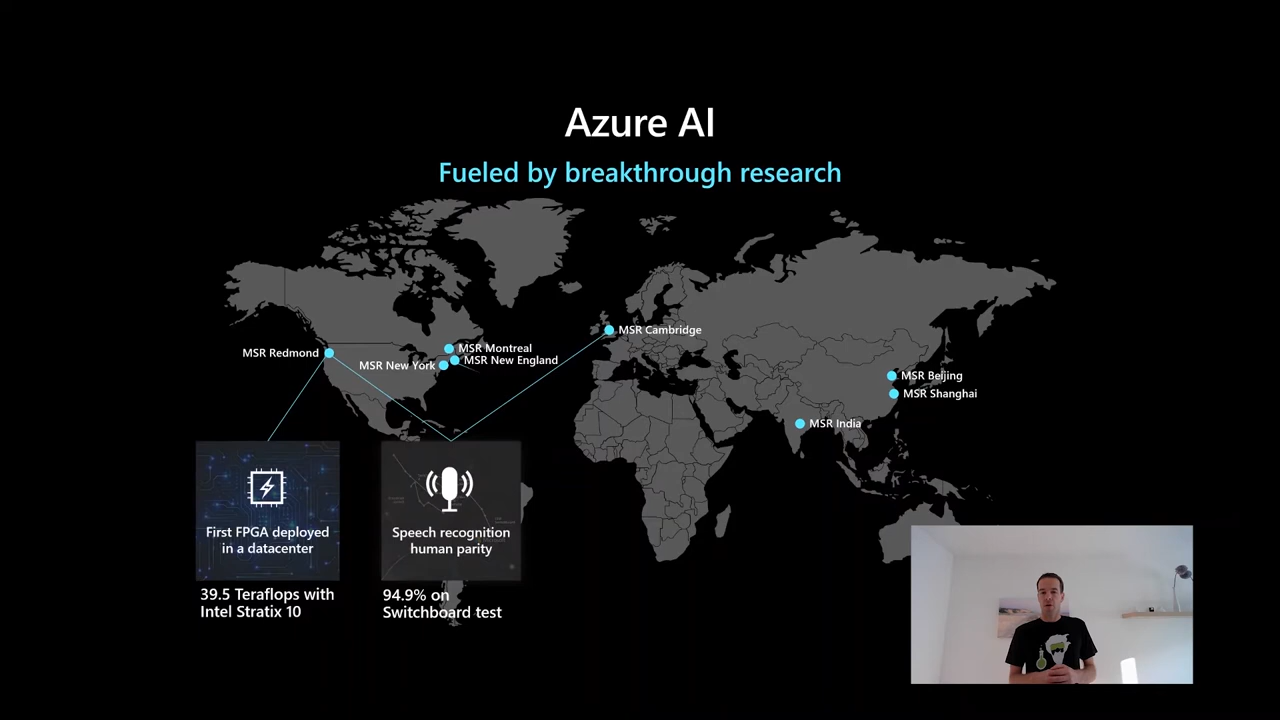 Azure AI
Fueled by breakthrough research
MSR Cambridge
MSR Redmond
MSR Montreal
MSR New England
MSR New York
MSR Beijing
MSR Shanghai
MSR India
First FPGA deployed
in a datacenter
Speech recognition
human parity
39.5 Teraflops with
Intel Stratix 10
94.9% on
Switchboard test